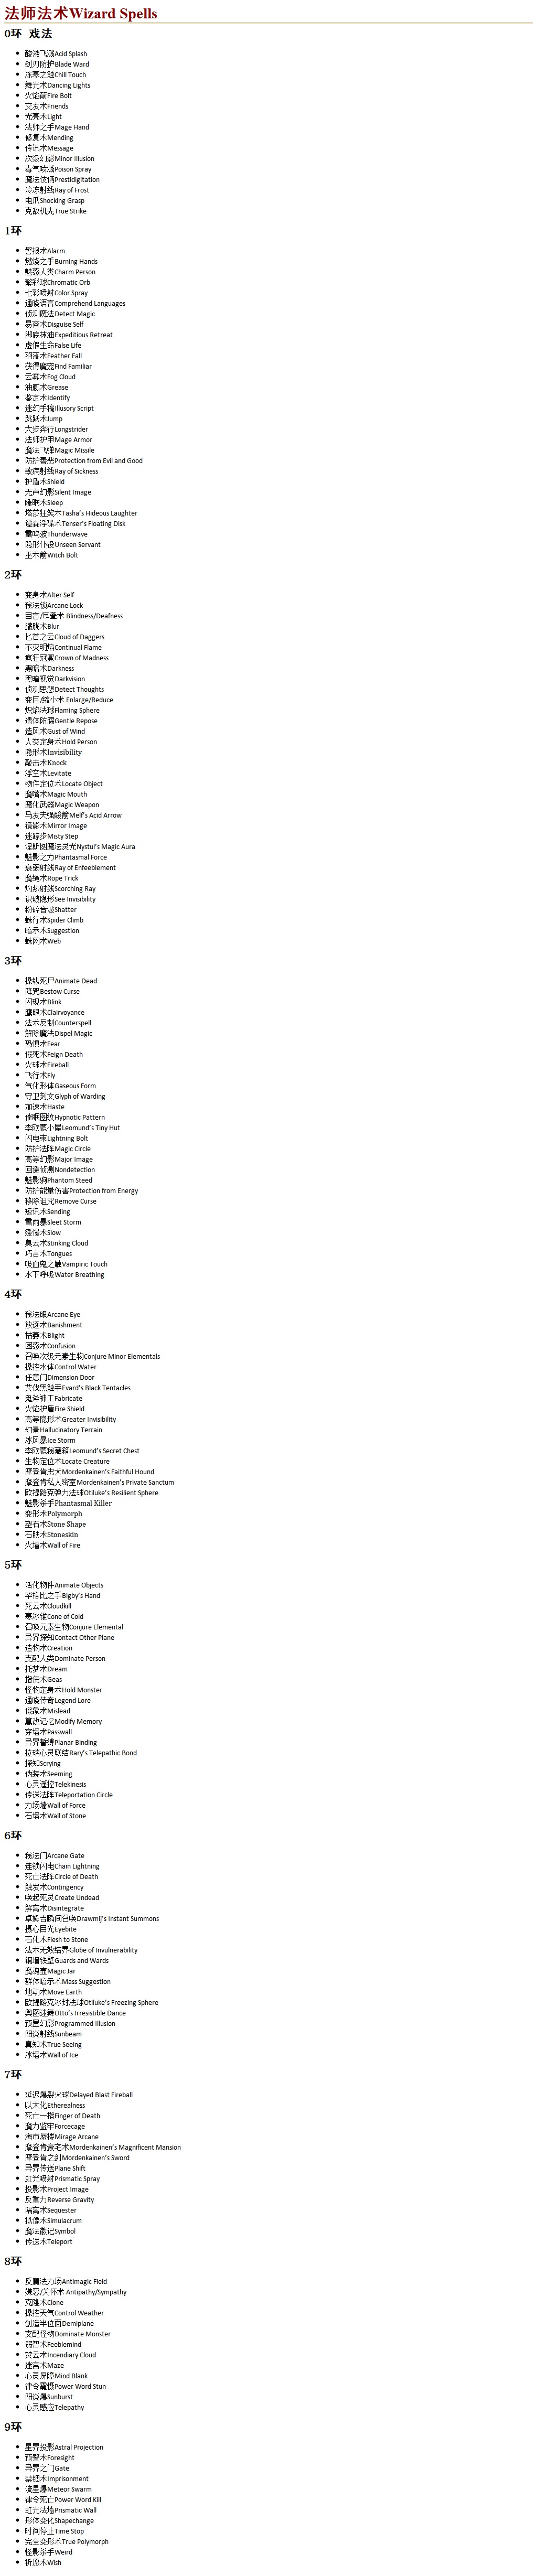 法师法术Wizard Spells
0环 戏法
酸液飞溅Acid Splash
剑刃防护Blade Ward
冻寒之触Chill Touch
舞光术Dancing Lights
火焰箭Fire Bolt
交友术Friends
光亮术Light
法师之手Mage Hand
修复术Mending
传讯术Message
次级幻影Minor Illusion
毒气喷溅Poison Spray
魔法伎俩Prestidigitation
冷冻射线Ray of Frost
电爪Shocking Grasp
克敌机先True Strike
1环
警报术Alarm
燃烧之手Burning Hands
魅惑人类Charm Person
繁彩球Chromatic Orb
七彩喷射Color Spray
通晓语言Comprehend Languages
侦测魔法Detect Magic
易容术Disguise Self
脚底抹油Expeditious Retreat
虚假生命False Life
羽落术Feather Fall
获得魔宠Find Familiar
云雾术Fog Cloud
油腻术Grease
鉴定术Identify
迷幻手稿Illusory Script
跳跃术Jump
大步奔行Longstrider
法师护甲Mage Armor
魔法飞弹Magic Missile
防护善恶Protection from Evil and Good
致病射线Ray of Sickness
护盾术Shield
无声幻影Silent Image
睡眠术Sleep
塔莎狂笑术Tasha's Hideous Laughter
谭森浮碟术Tenser's Floating Disk
雷鸣波Thunderwave
隐形仆役Unseen Servant
巫术箭Witch Bolt
2环
变身术Alter Self
秘法锁Arcane Lock
目盲/耳聋术 Blindness/Deafness
朦胧术Blur
匕首之云Cloud of Daggers
不灭明焰Continual Flame
疯狂冠冕Crown of Madness
黑暗术Darkness
黑暗视觉Darkvision
侦测思想Detect Thoughts
变巨/缩小术 Enlarge/Reduce
炽焰法球Flaming Sphere
遗体防腐Gentle Repose
造风术Gust of Wind
人类定身术Hold Person
隐形术Invisibility
敲击术Knock
浮空术Levitate
物件定位术Locate Object
魔嘴术Magic Mouth
魔化武器Magic Weapon
马友夫强酸箭Melf's Acid Arrow
镜影术Mirror Image
迷踪步Misty Step
涅斯图魔法灵光Nystul's Magic Aura
魅影之力Phantasmal Force
衰弱射线Ray of Enfeeblement
魔绳术Rope Trick
灼热射线Scorching Ray
识破隐形See Invisibility
粉碎音波Shatter
蛛行术Spider Climb
暗示术Suggestion
蛛网术Web
3环
操纵死尸Animate Dead
降咒Bestow Curse
闪现术Blink
鹰眼术Clairvoyance
法术反制Counterspell
解除魔法Dispel Magic
恐惧术Fear
假死术Feign Death
火球术Fireball
飞行术Fly
气化形体Gaseous Form
守卫刻文Glyph of Warding
加速术Haste
催眠图纹Hypnotic Pattern
李欧蒙小屋Leomund's Tiny Hut
闪电束Lightning Bolt
防护法阵Magic Circle
高等幻影Major Image
回避侦测Nondetection
魅影驹Phantom Steed
防护能量伤害Protection from Energy
移除诅咒Remove Curse
短讯术Sending
雪雨暴Sleet Storm
缓慢术Slow
臭云术Stinking Cloud
巧言术Tongues
吸血鬼之触Vampiric Touch
水下呼吸Water Breathing
4环
秘法眼Arcane Eye
放逐术Banishment
枯萎术Blight
困惑术Confusion
召唤次级元素生物Conjure Minor Elementals
操控水体Control Water
任意门Dimension Door
艾伐黑触手Evard's Black Tentacles
鬼斧神工Fabricate
火焰护盾Fire Shield
高等隐形术Greater Invisibility
幻景Hallucinatory Terrain
冰风暴Ice Storm
李欧蒙秘藏箱Leomund's Secret Chest
生物定位术Locate Creature
摩登肯忠犬Mordenkainen's Faithful Hound
摩登肯私人密室Mordenkainen's Private Sanctum
欧提路克弹力法球Otiluke's Resilient Sphere
魅影杀手Phantasmal Killer
变形术Polymorph
塑石术Stone Shape
石肤术Stoneskin
火墙术Wall of Fire
5环
活化物件Animate Objects
毕格比之手Bigby's Hand
死云术Cloudkill
寒冰锥Cone of Cold
召唤元素生物Conjure Elemental
异界探知Contact Other Plane
造物术Creation
支配人类Dominate Person
托梦术Dream
指使术Geas
怪物定身术Hold Monster
通晓传奇Legend Lore
假象术Mislead
篡改记忆Modify Memory
穿墙术Passwall
异界誓缚Planar Binding
拉瑞心灵联结Rary's Telepathic Bond
探知Scrying
伪装术Seeming
心灵遥控Telekinesis
传送法阵Teleportation Circle
力场墙Wall of Force
石墙术Wall of Stone
6环
秘法门Arcane Gate
连锁闪电Chain Lightning
死亡法阵Circle of Death
触发术Contingency
唤起死灵Create Undead
解离术Disintegrate
卓姆吉瞬间召唤Drawmij's Instant Summons
摄心目光Eyebite
石化术Flesh to Stone
法术无效结界Globe of Invulnerability
铜墙铁壁Guards and Wards
魔魂壶Magic Jar
群体暗示术Mass Suggestion
地动术Move Earth
欧提路克冰封法球Otiluke's Freezing Sphere
奥图迷舞Otto's Irresistible Dance
预置幻影Programmed Illusion
阳炎射线Sunbeam
真知术True Seeing
冰墙术Wall of Ice
7环
延迟爆裂火球Delayed Blast Fireball
以太化Etherealness
死亡一指Finger of Death
魔力监牢Forcecage
海市蜃楼Mirage Arcane
摩登肯豪宅术Mordenkainen's Magnificent Mansion
摩登肯之剑Mordenkainen's Sword
异界传送Plane Shift
虹光喷射Prismatic Spray
投影术Project Image
反重力Reverse Gravity
隔离术Sequester
拟像术Simulacrum
魔法徽记Symbol
传送术Teleport
8环
反魔法力场Antimagic Field
嫌恶/关怀术 Antipathy/Sympathy
克隆术Clone
操控天气Control Weather
创造半位面Demiplane
支配怪物Dominate Monster
弱智术Feeblemind
焚云术Incendiary Cloud
迷宫术Maze
心灵屏障Mind Blank
律令震慑Power Word Stun
阳炎爆Sunburst
心灵感应Telepathy
9环
星界投影Astral Projection
预警术Foresight
异界之门Gate
禁锢术Imprisonment
流星爆Meteor Swarm
律令死亡Power Word Kill
虹光法墙Prismatic Wall
形体变化Shapechange
时间停止Time Stop
完全变形术True Polymorph
怪影杀手Weird
祈愿术Wish